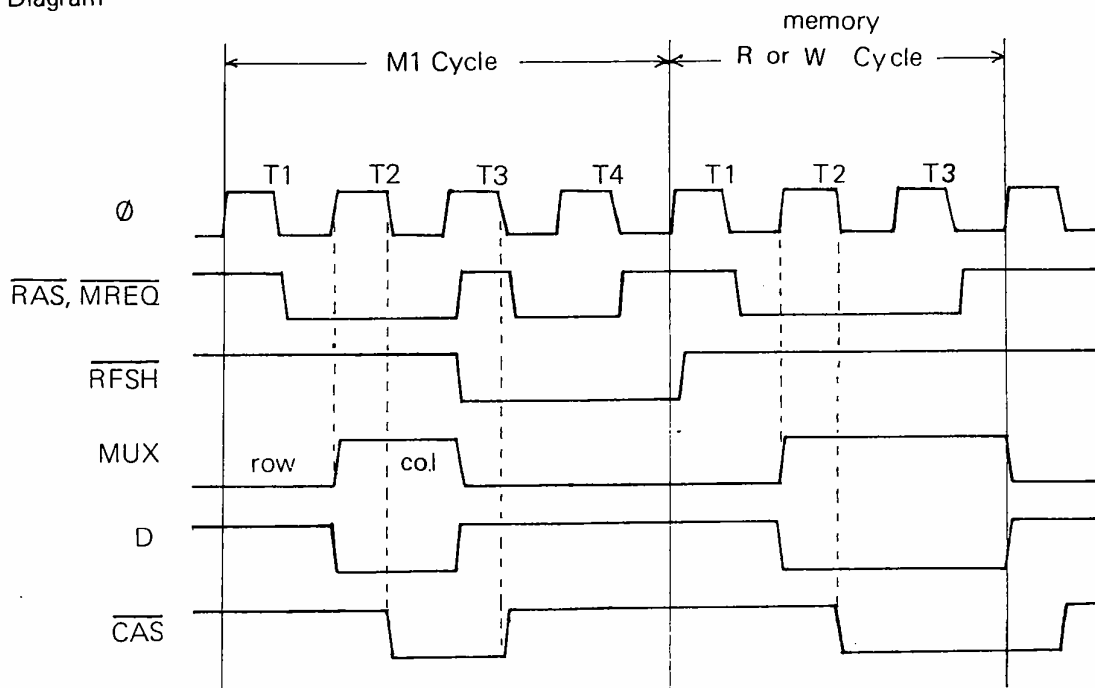 Diagram
memory
M1 Cycle
R or W Cycle
T1 T2 T3 T4 T1 T2 T3
Ø
RAS, MREQ
RFSH
MUX
row
co.l
D
CAS